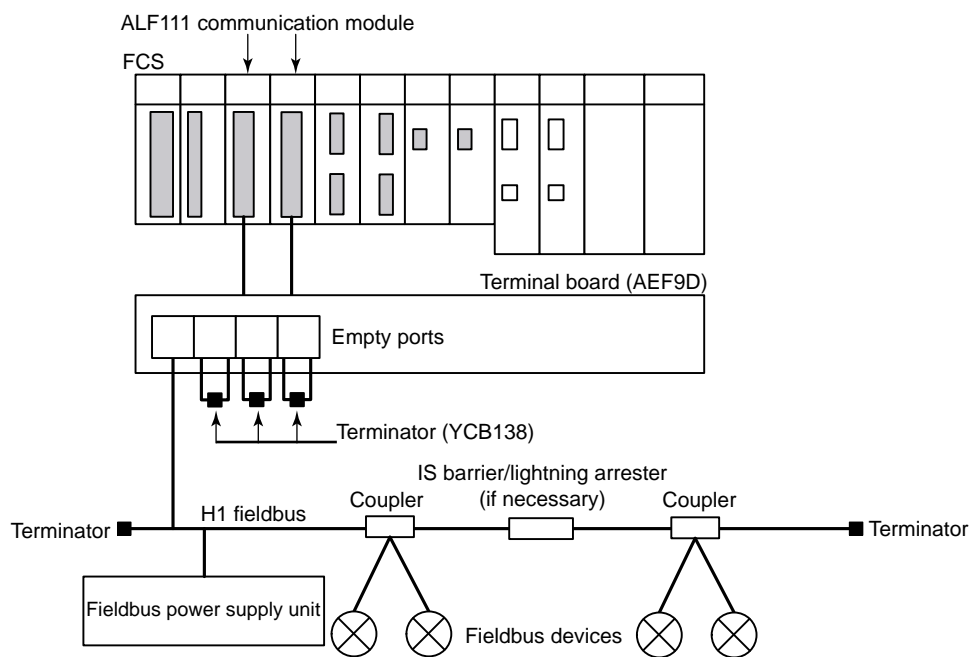 ALF111 communication module
FCS
Terminal board (AEF9D)
Empty ports
Terminator (YCB138)
IS barrier/lightning arrester
(if necessary)
Coupler
Coupler
H1 fieldbus
Terminator
Terminator
Fieldbus power supply unit
Fieldbus devices